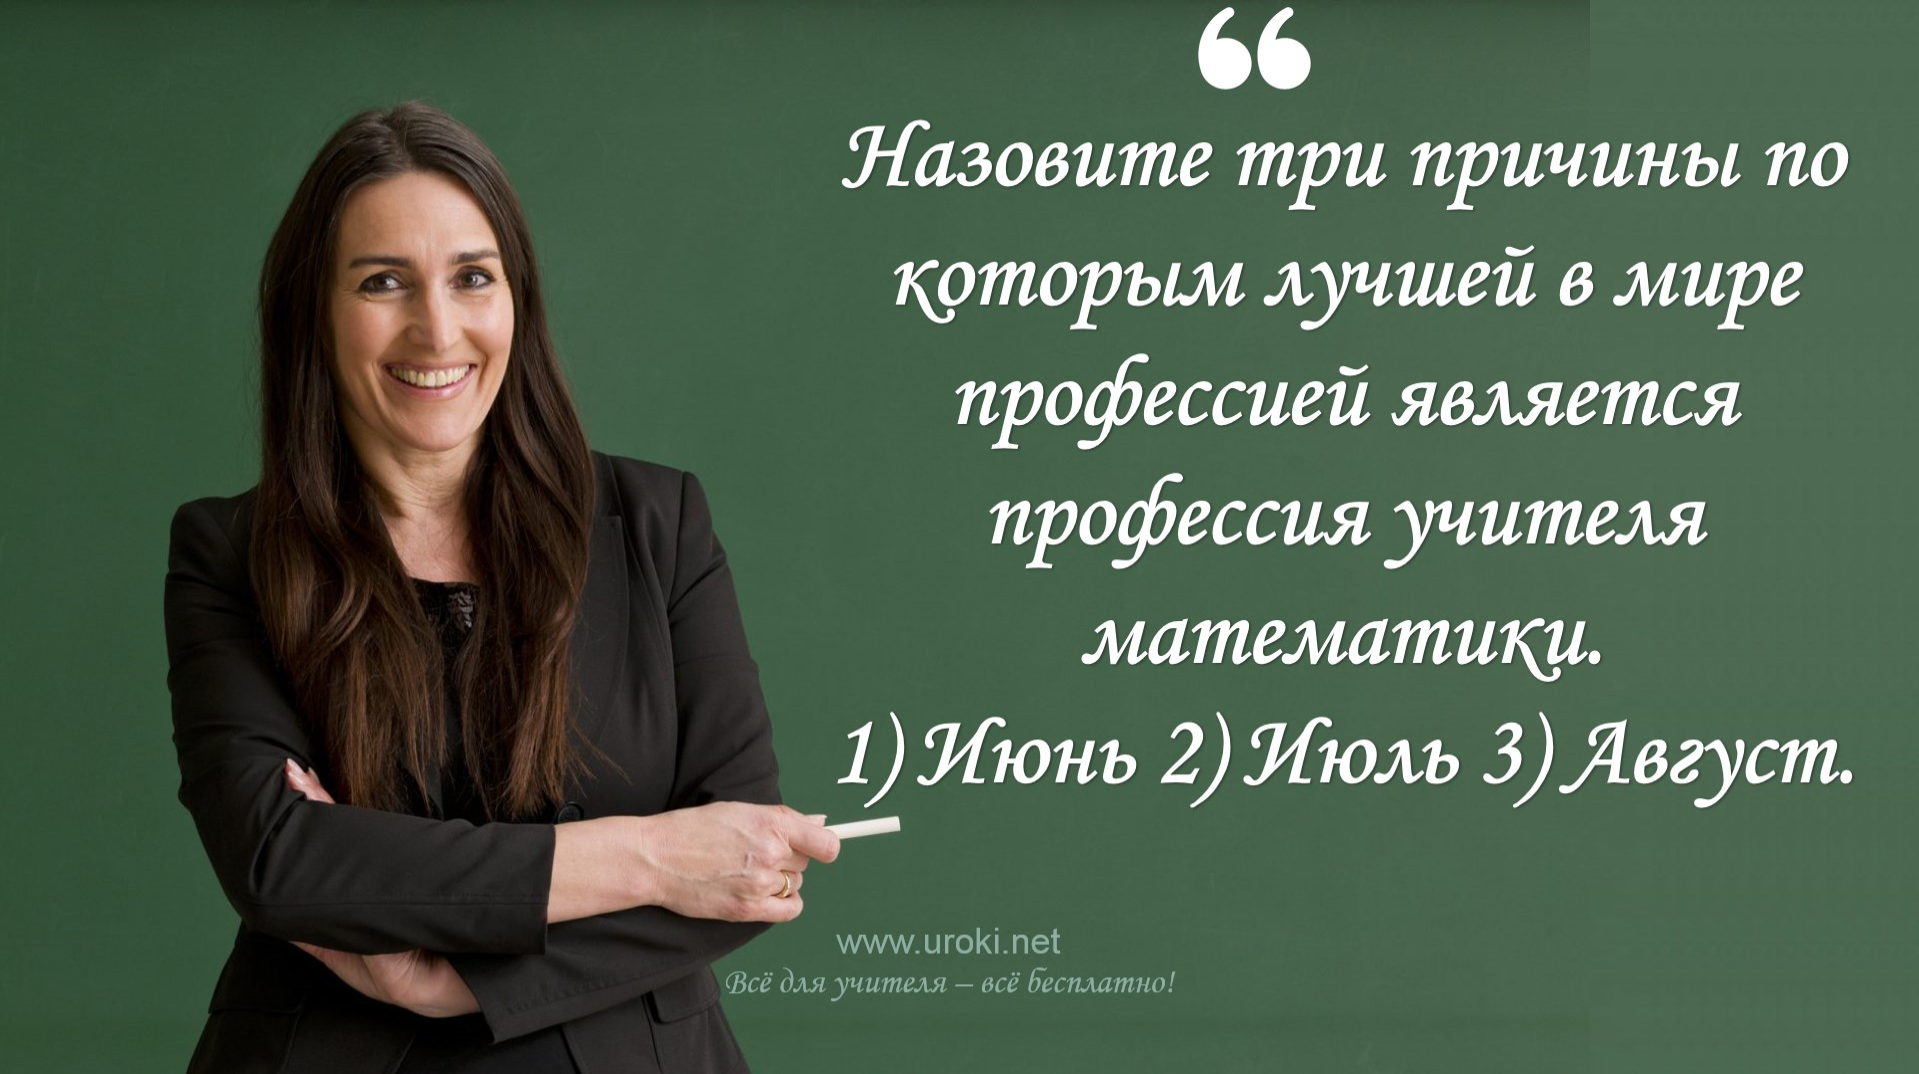 “
Назовите три причины по
которым лучшей в мире
профессией является
профессия учителя
математики.
1) Июнь 2) Июль 3) Август.
www.uroki.net
Всё для учителя – всё бесплатно!